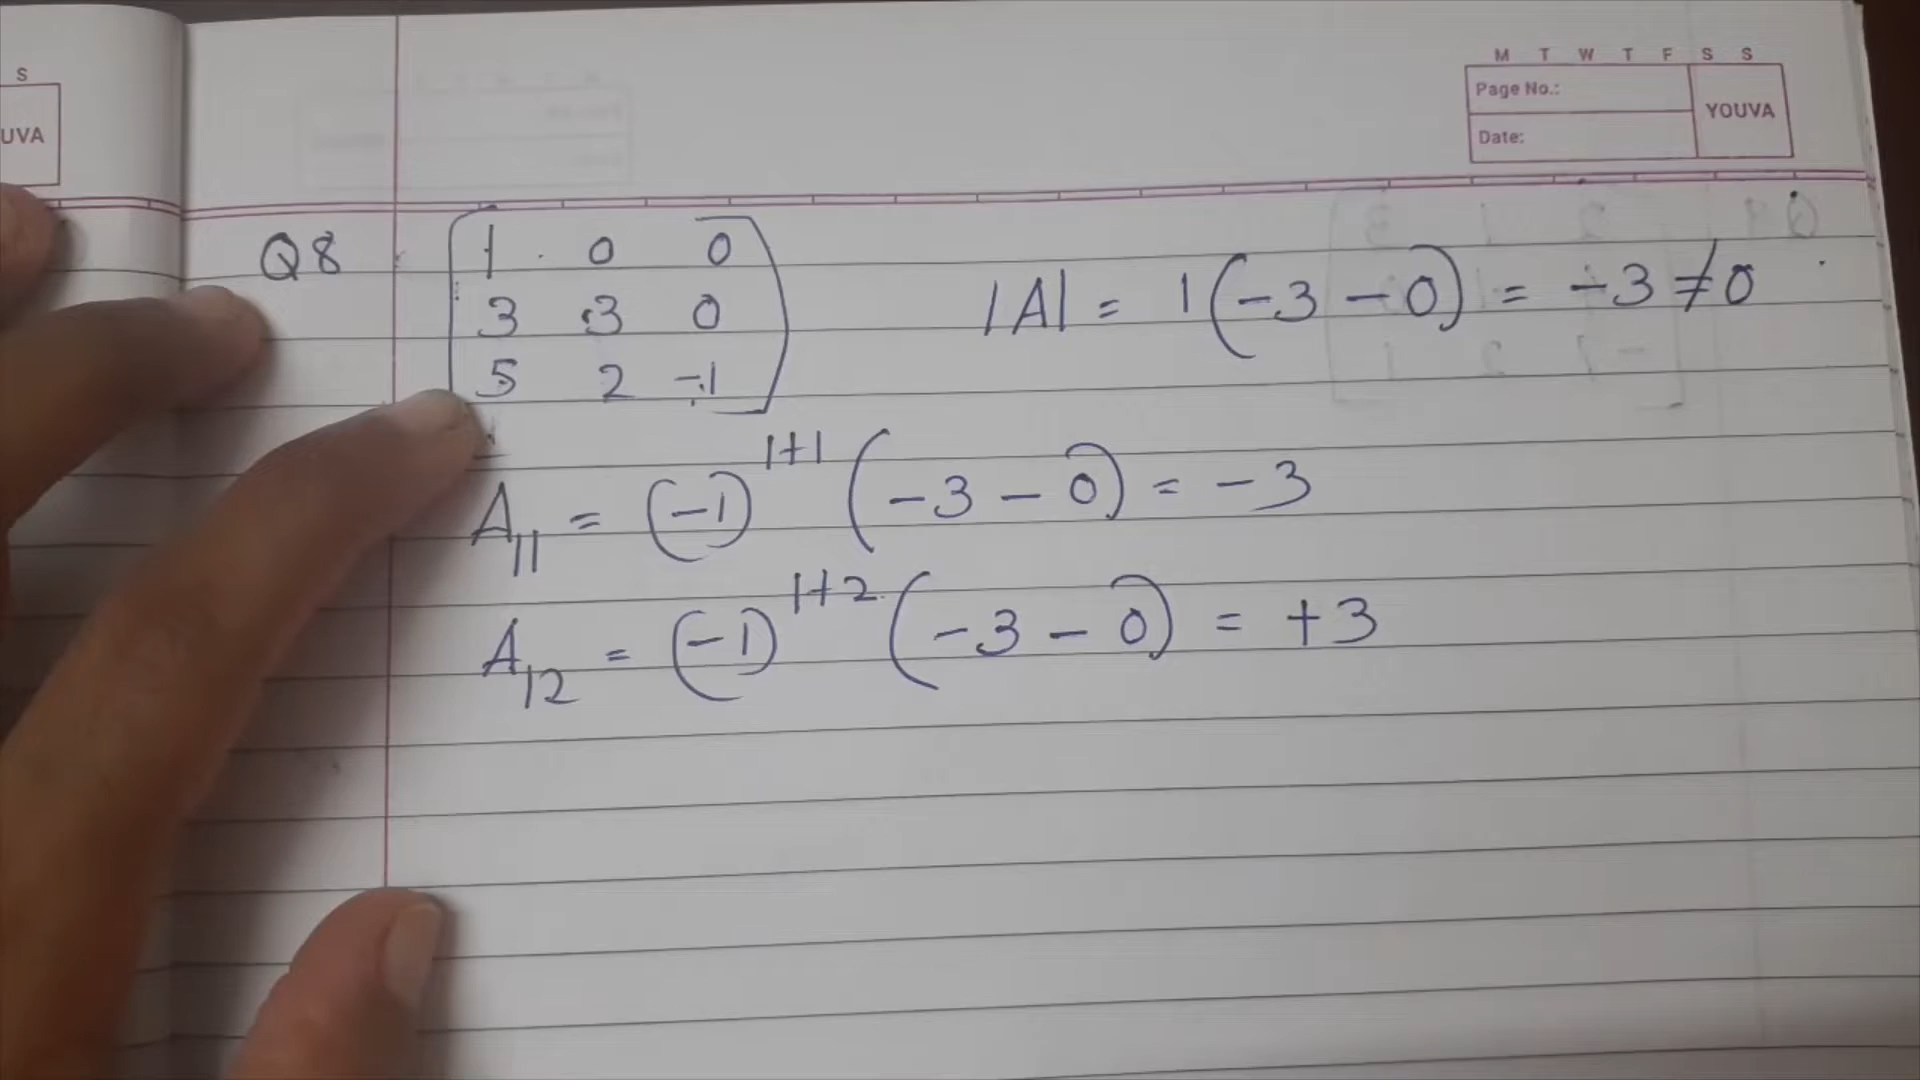 S
UVA
M T W T F S S
Page No.:
YOUVA
Date:
Q8
1 0 0
3 3 0
5 2 -1
|A| = 1(-3 - 0) = -3 ≠ 0
A₁₁ = (-1)¹⁺¹ (-3 - 0) = -3
A₁₂ = (-1)¹⁺² (-3 - 0) = +3